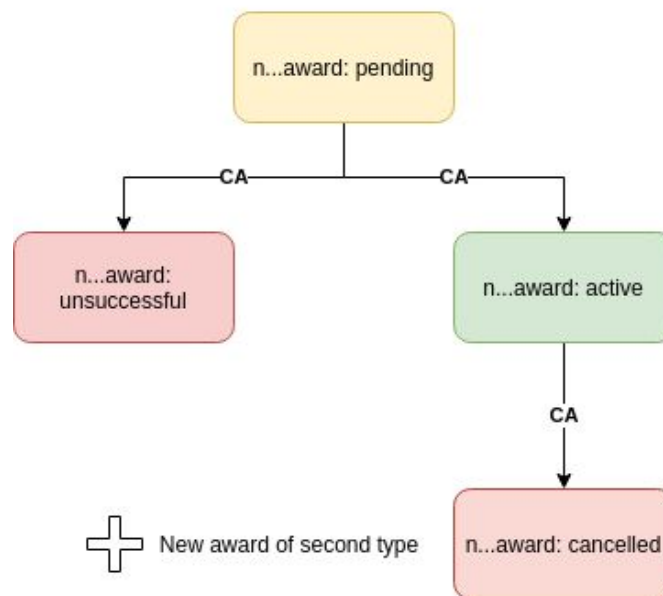 n...award: pending
CA
CA
n...award:
unsuccessful
n...award: active
CA
New award of second type
n...award: cancelled